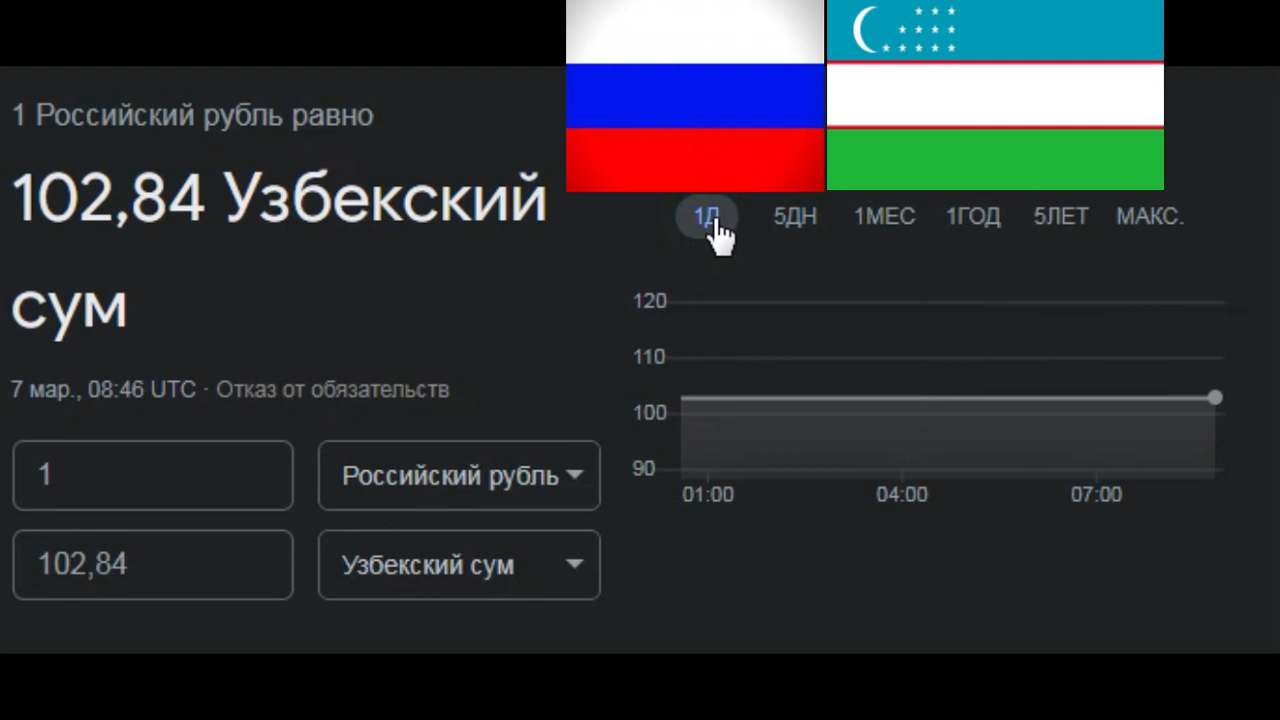 1 Российский рубль равно
102,84 Узбекский
сум
7 мар., 08:46 UTC · Отказ от обязательств
1
Российский рубль
102,84
Узбекский сум
1Д 5ДН 1МЕС 1ГОД 5ЛЕТ МАКС.
120
110
100
90
01:00 04:00 07:00